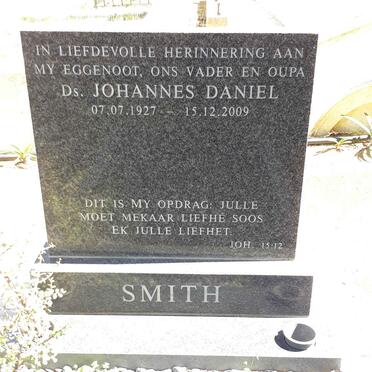 IN LIEFDEVOLLE HERINNERING AAN
MY EGGENOOT, ONS VADER EN OUPA
Ds. JOHANNES DANIEL
07.07.1927 – 15.12.2009
DIT IS MY OPDRAG: JULLE
MOET MEKAAR LIEFHÊ SOOS
EK JULLE LIEFHET.
JOH. 15:12
SMITH